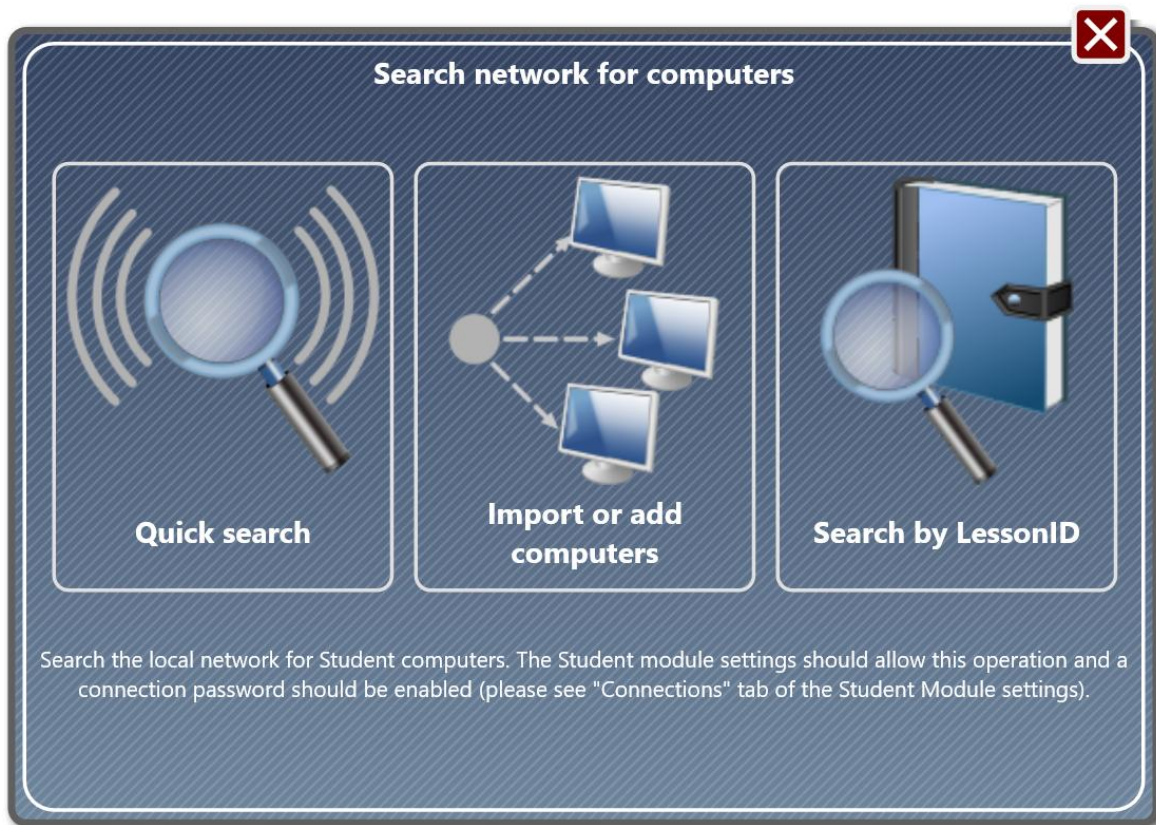 Search network for computers
Quick search
Import or add
computers
Search by LessonID
Search the local network for Student computers. The Student module settings should allow this operation and a
connection password should be enabled (please see "Connections" tab of the Student Module settings).